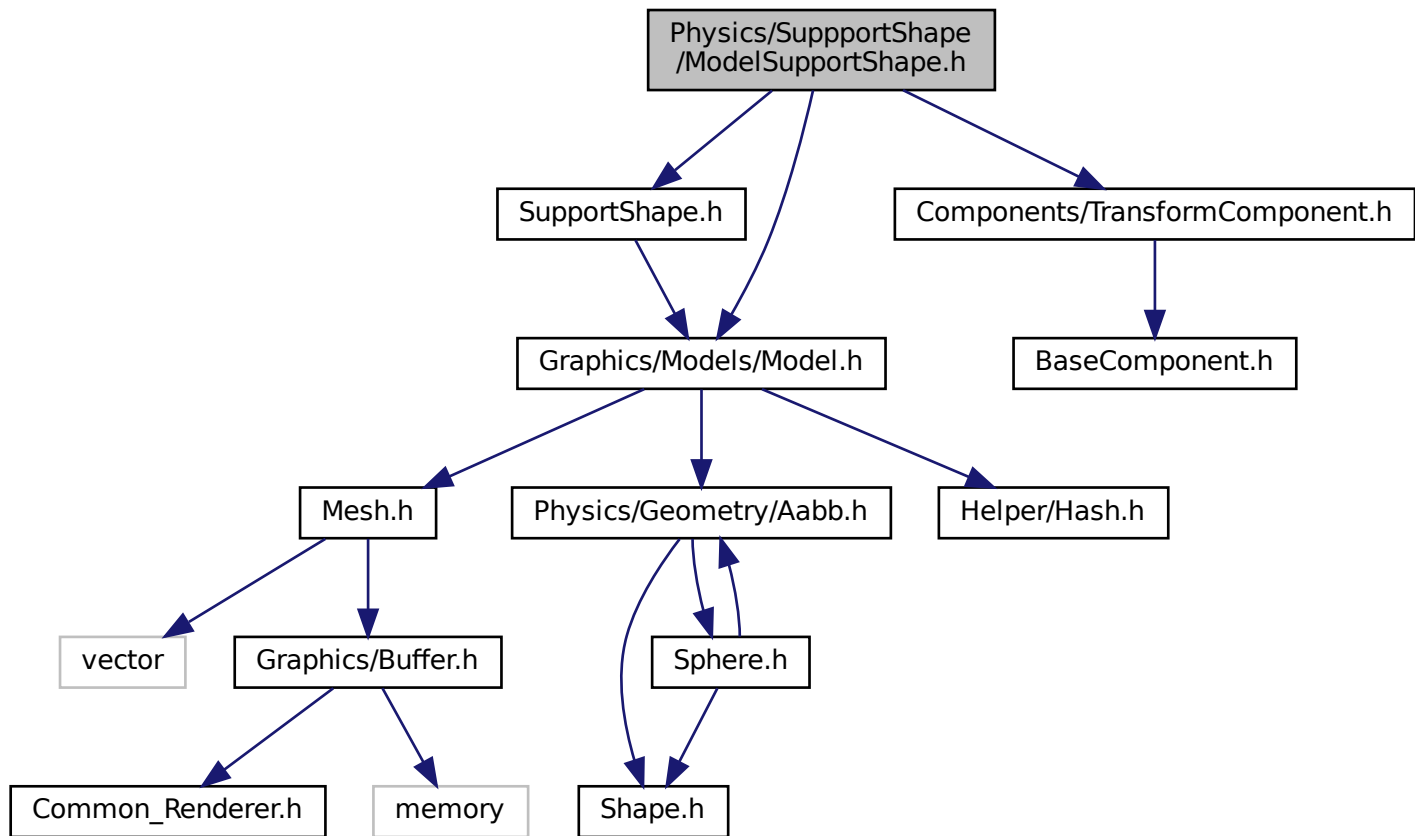 Physics/SuppportShape
/ModelSupportShape.h
SupportShape.h
Components/TransformComponent.h
Graphics/Models/Model.h
BaseComponent.h
Mesh.h
Physics/Geometry/Aabb.h
Helper/Hash.h
vector
Graphics/Buffer.h
Sphere.h
Common_Renderer.h
memory
Shape.h